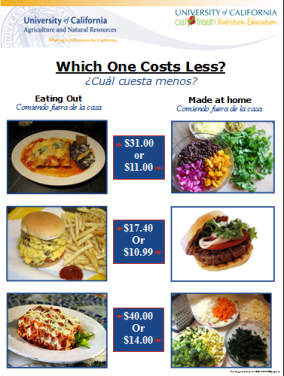 University of California
Agriculture and Natural Resources
Making a Difference for California
UNIVERSITY OF CALIFORNIA
calfresh Nutrition Education
Which One Costs Less?
¿Cuál cuesta menos?
Eating Out
Comiendo fuera de la casa
Made at home
Comiendo fuera de la casa
$31.00
or
$11.00
$17.40
Or
$10.99
$40.00
Or
$14.00